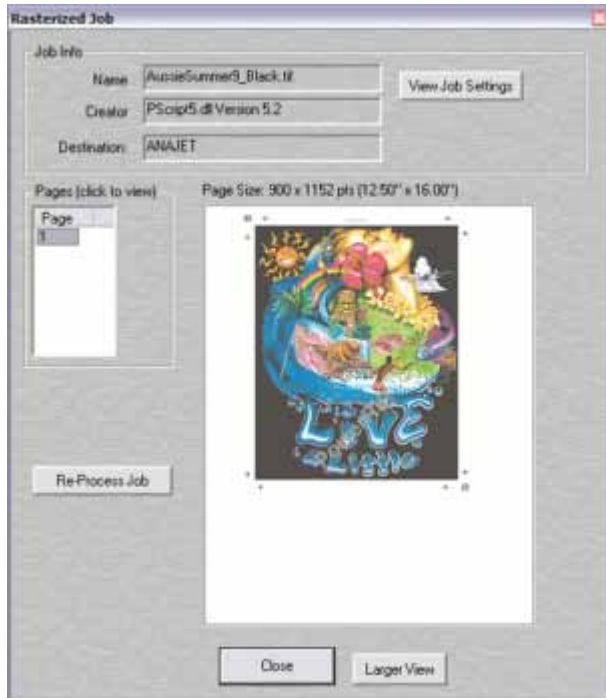 Rasterized Job
Job Info
Name AussieSummer9_Black.tif
View Job Settings
Creator PScript5.dll Version 5.2
Destination: ANAJET
Pages (click to view)
Page Size: 900 x 1152 pts (12.50" x 16.00")
Page
1
LIVE
Re-Process Job
Close
Larger View